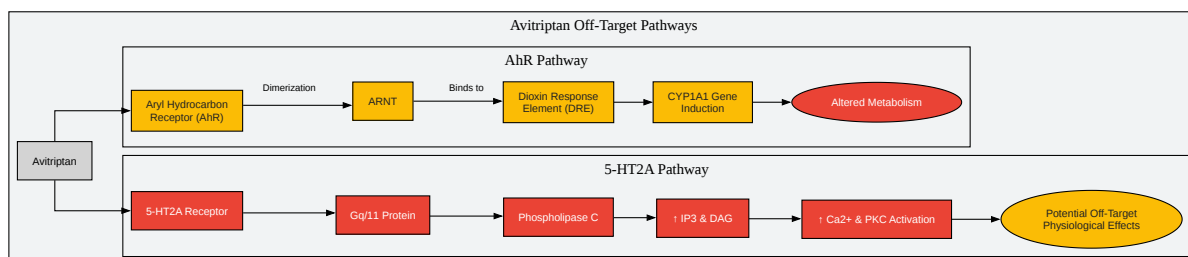 Avitriptan Off-Target Pathways
AhR Pathway
Aryl Hydrocarbon
Receptor (AhR)
Dimerization
ARNT
Binds to
Dioxin Response
Element (DRE)
CYP1A1 Gene
Induction
Altered Metabolism
Avitriptan
5-HT2A Pathway
5-HT2A Receptor
Gq/11 Protein
Phospholipase C
↑ IP3 & DAG
↑ Ca2+ & PKC Activation
Potential Off-Target
Physiological Effects